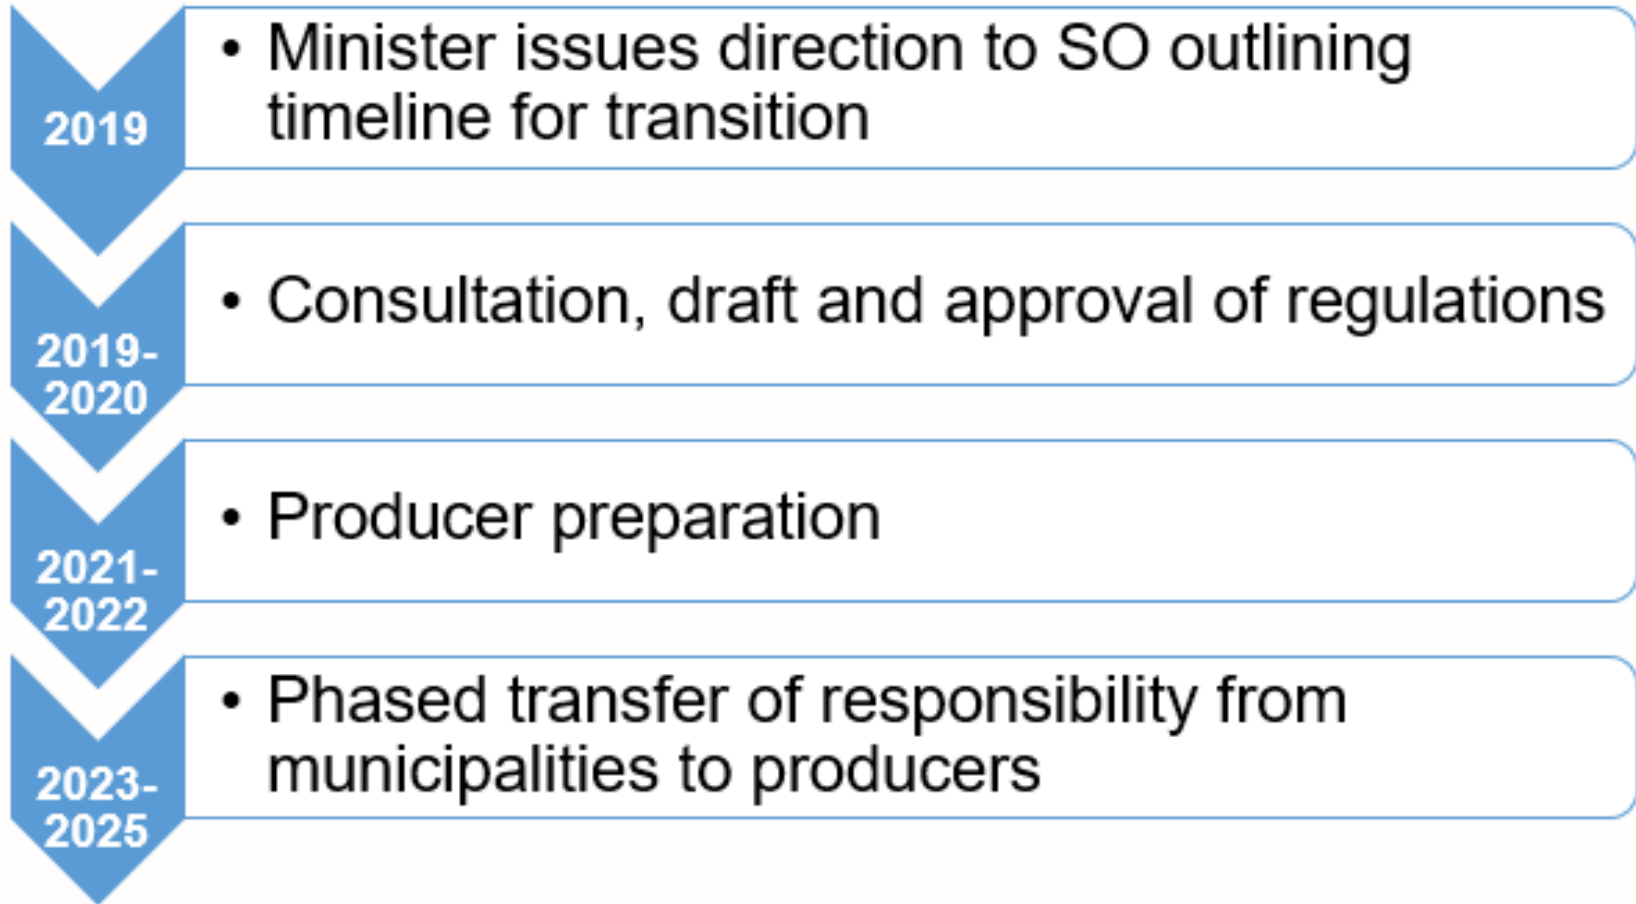 2019
• Minister issues direction to SO outlining
timeline for transition
2019-
2020
• Consultation, draft and approval of regulations
2021-
2022
• Producer preparation
2023-
2025
• Phased transfer of responsibility from
municipalities to producers